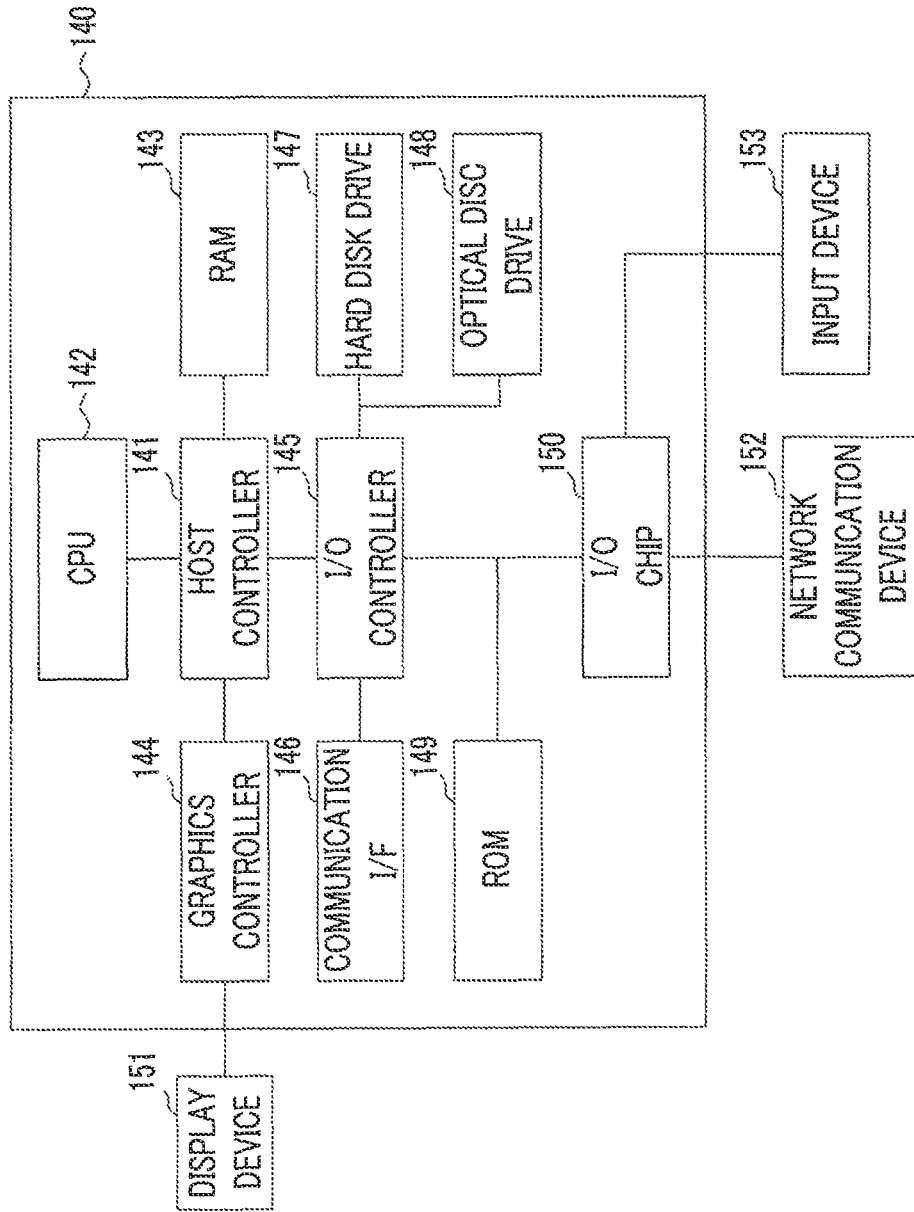 140
142
CPU
144
GRAPHICS
CONTROLLER
141
HOST
CONTROLLER
143
RAM
151
DISPLAY
DEVICE
146
COMMUNICATION
I/F
145
I/O
CONTROLLER
147
HARD DISK DRIVE
149
ROM
148
OPTICAL DISC
DRIVE
150
I/O
CHIP
152
NETWORK
COMMUNICATION
DEVICE
153
INPUT DEVICE